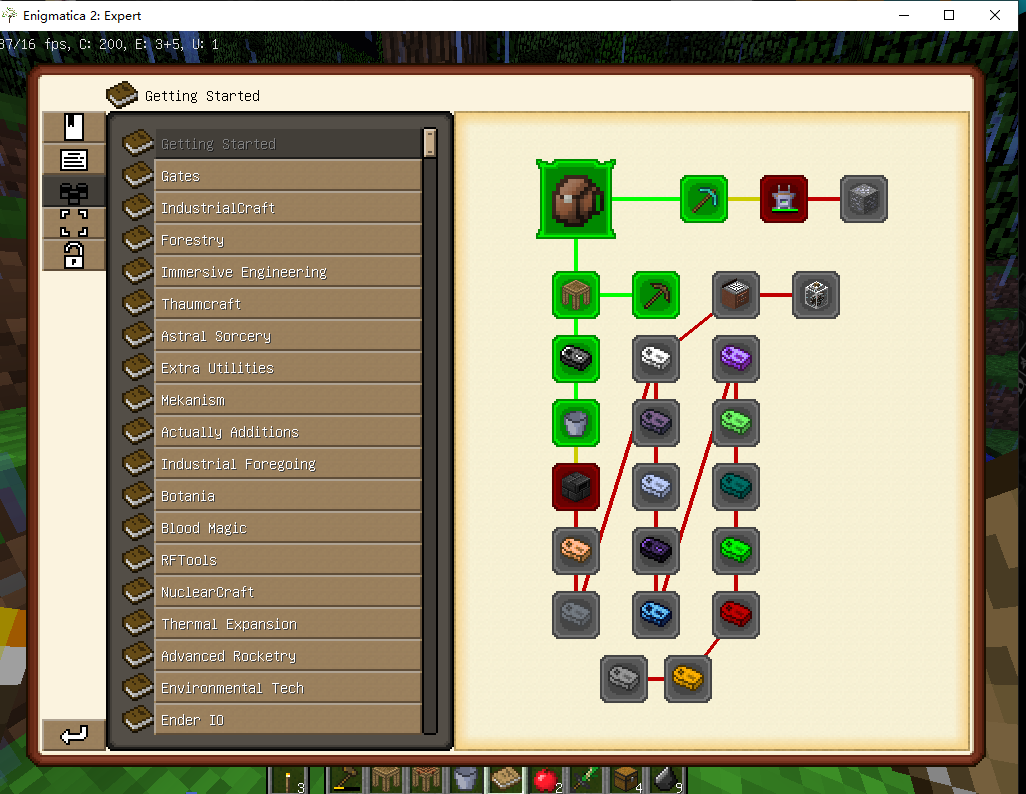 Enigmatica 2: Expert
37/16 fps, C: 200, E: 3+5, U: 1
Getting Started
Getting Started
Gates
IndustrialCraft
Forestry
Immersive Engineering
Thaumcraft
Astral Sorcery
Extra Utilities
Mekanism
Actually Additions
Industrial Foregoing
Botania
Blood Magic
RFTools
NuclearCraft
Thermal Expansion
Advanced Rocketry
Environmental Tech
Ender IO
3 2 4 9